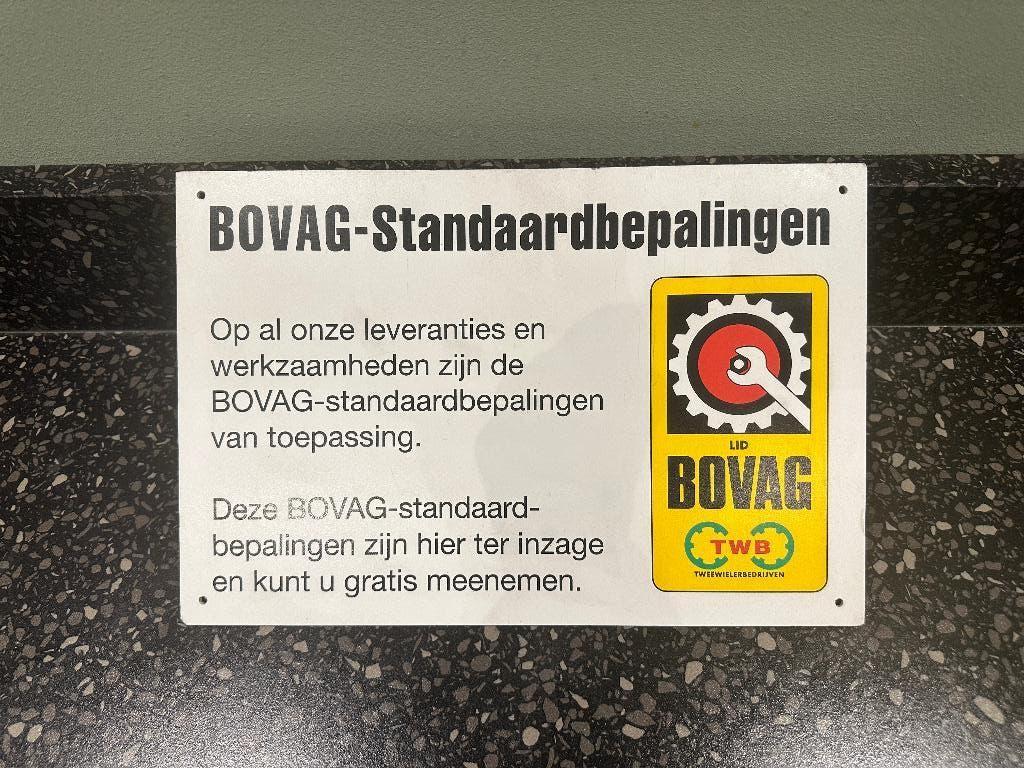 BOVAG-Standaardbepalingen
Op al onze leveranties en
werkzaamheden zijn de
BOVAG-standaardbepalingen
van toepassing.
Deze BOVAG-standaard-
bepalingen zijn hier ter inzage
en kunt u gratis meenemen.
LID
BOVAG
TWB
TWEEWIELERBEDRIJVEN